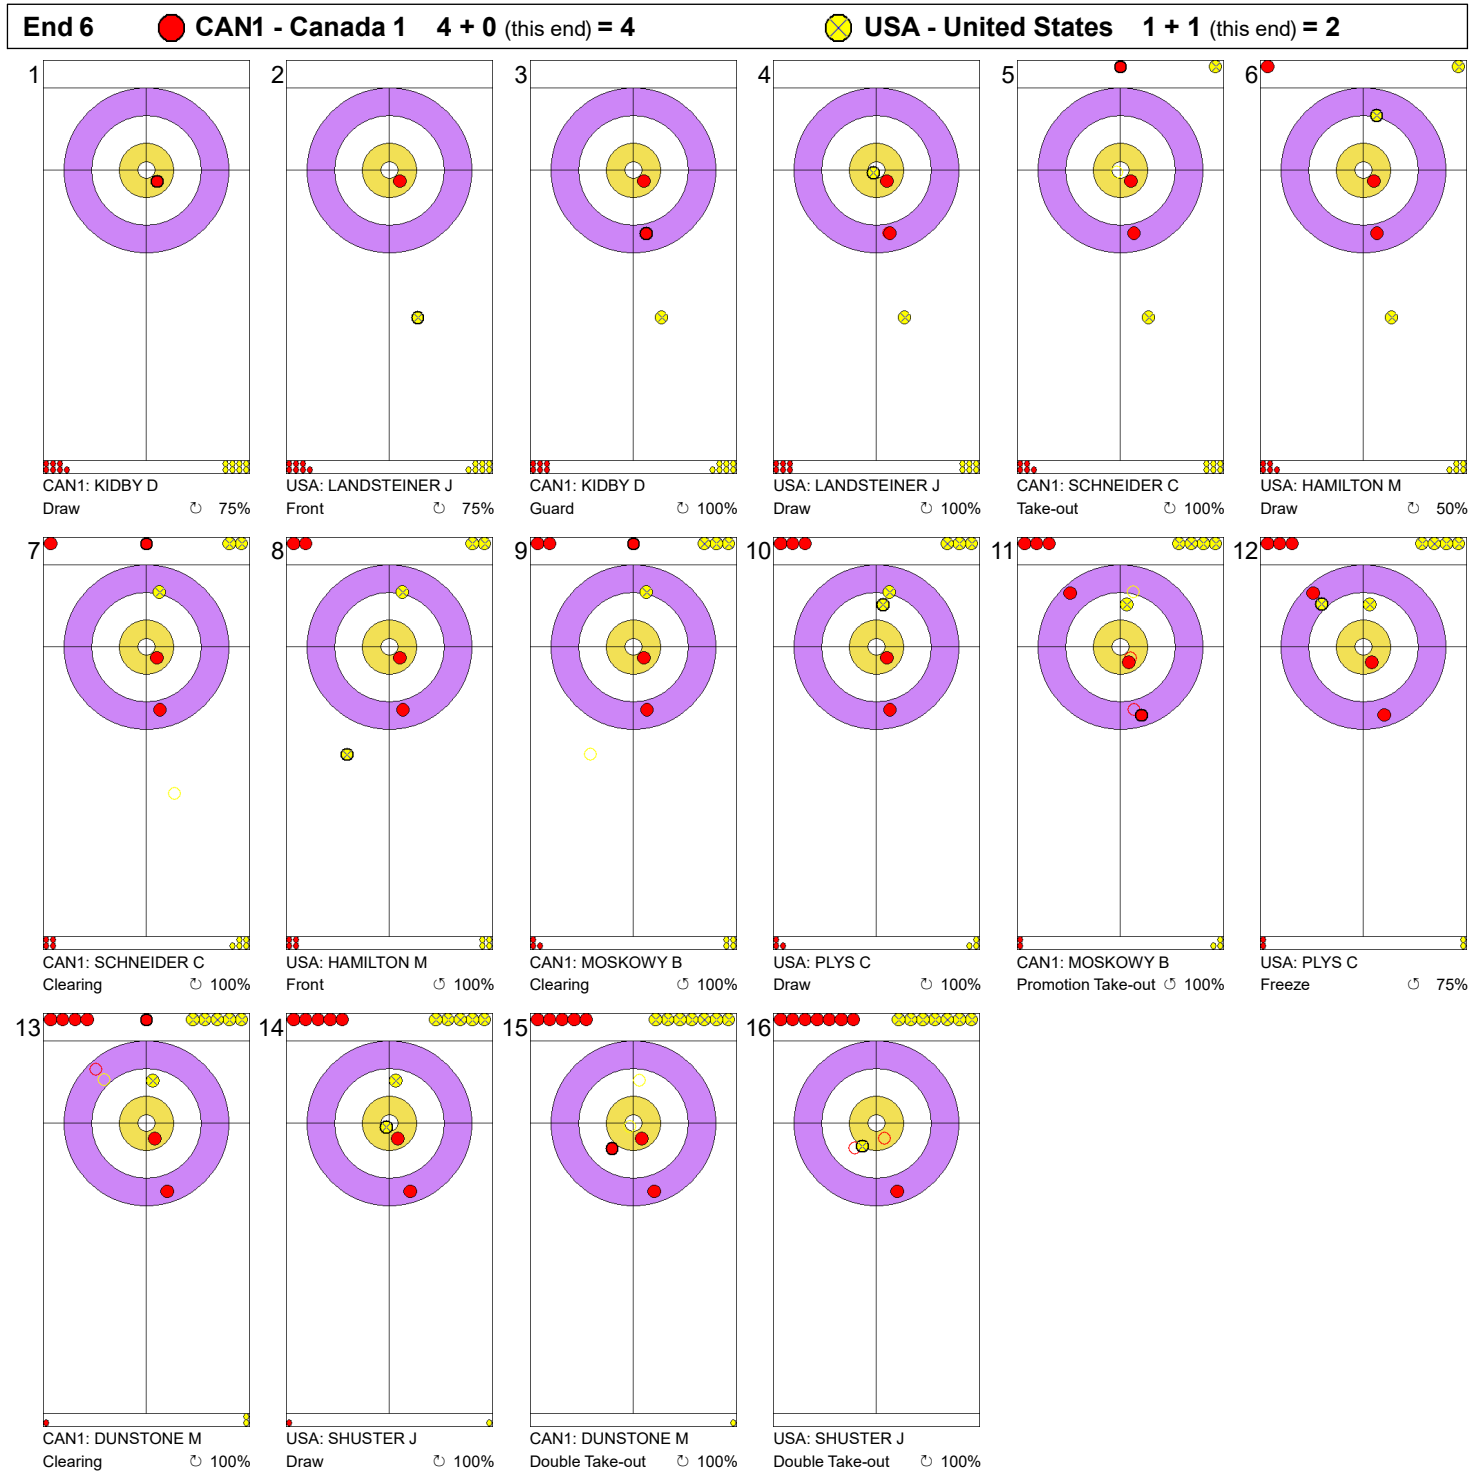 End 6 CAN1 - Canada 1 4 + 0 (this end) = 4 USA - United States 1 + 1 (this end) = 2
1 2 3 4 5 6
CAN1: KIDBY D USA: LANDSTEINER J CAN1: KIDBY D USA: LANDSTEINER J CAN1: SCHNEIDER C USA: HAMILTON M
Draw ↻ 75% Front ↻ 75% Guard ↻ 100% Draw ↻ 100% Take-out ↻ 100% Draw ↻ 50%
7 8 9 10 11 12
CAN1: SCHNEIDER C USA: HAMILTON M CAN1: MOSKOWY B USA: PLYS C CAN1: MOSKOWY B USA: PLYS C
Clearing ↻ 100% Front ↺ 100% Clearing ↺ 100% Draw ↺ 100% Promotion Take-out ↺ 100% Freeze ↺ 75%
13 14 15 16
CAN1: DUNSTONE M USA: SHUSTER J CAN1: DUNSTONE M USA: SHUSTER J
Clearing ↻ 100% Draw ↻ 100% Double Take-out ↻ 100% Double Take-out ↻ 100%